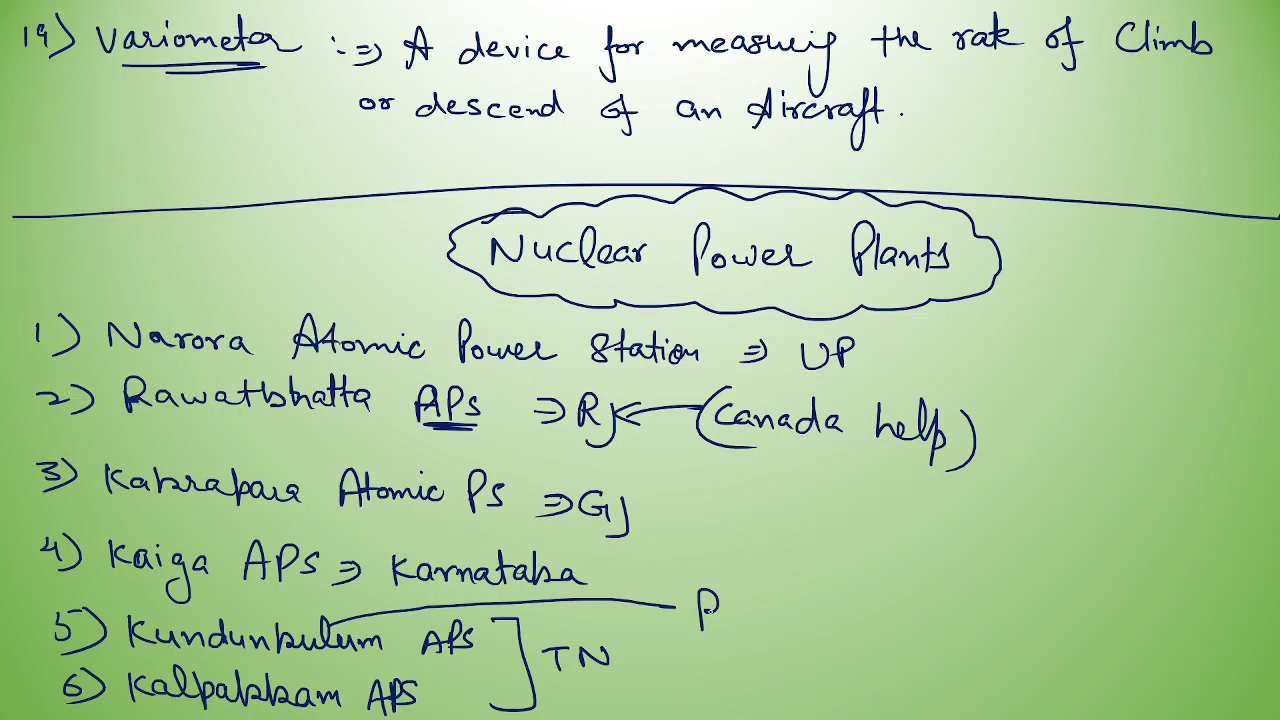 19) Variometer :- ⇒ A device for measuring the rate of Climb
or descend of an Aircraft.
Nuclear Power Plants
1) Narora Atomic Power Station ⇒ UP
2) Rawatbhatta APs ⇒ RJ ← (Canada help)
3) Kakrapara Atomic PS ⇒ GJ
4) Kaiga APS ⇒ Karnataka
5) Kundunkulum APS P
6) Kalpakkam APS ] TN